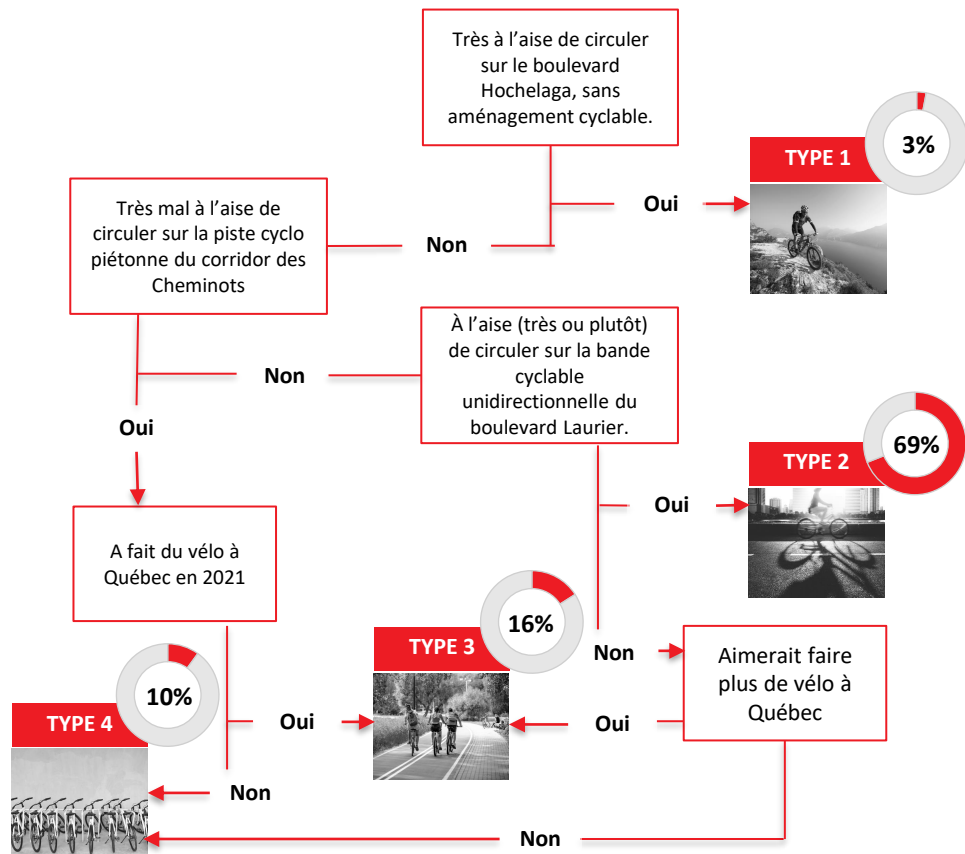 Très à l’aise de circuler
sur le boulevard
Hochelaga, sans
aménagement cyclable.
3%
TYPE 1
Oui
Non
Très mal à l’aise de
circuler sur la piste cyclo
piétonne du corridor des
Cheminots
À l’aise (très ou plutôt)
de circuler sur la bande
cyclable
unidirectionnelle du
boulevard Laurier.
Non
Oui
69%
TYPE 2
Oui
A fait du vélo à
Québec en 2021
16%
TYPE 3
Non
Aimerait faire
plus de vélo à
Québec
10%
TYPE 4
Oui
Oui
Non
Non